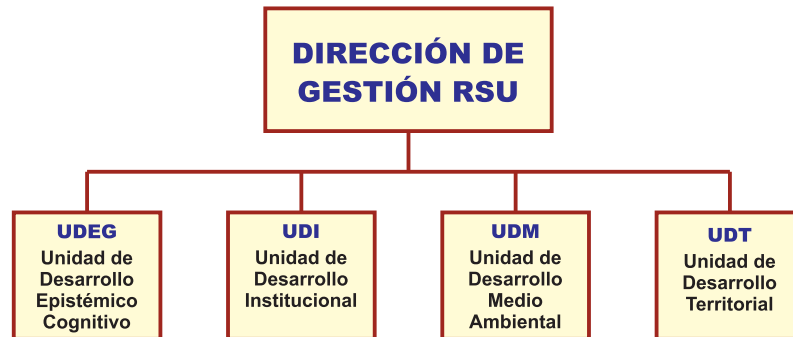 DIRECCIÓN DE
GESTIÓN RSU
UDEG
Unidad de
Desarrollo
Epistémico
Cognitivo
UDI
Unidad de
Desarrollo
Institucional
UDM
Unidad de
Desarrollo
Medio
Ambiental
UDT
Unidad de
Desarrollo
Territorial